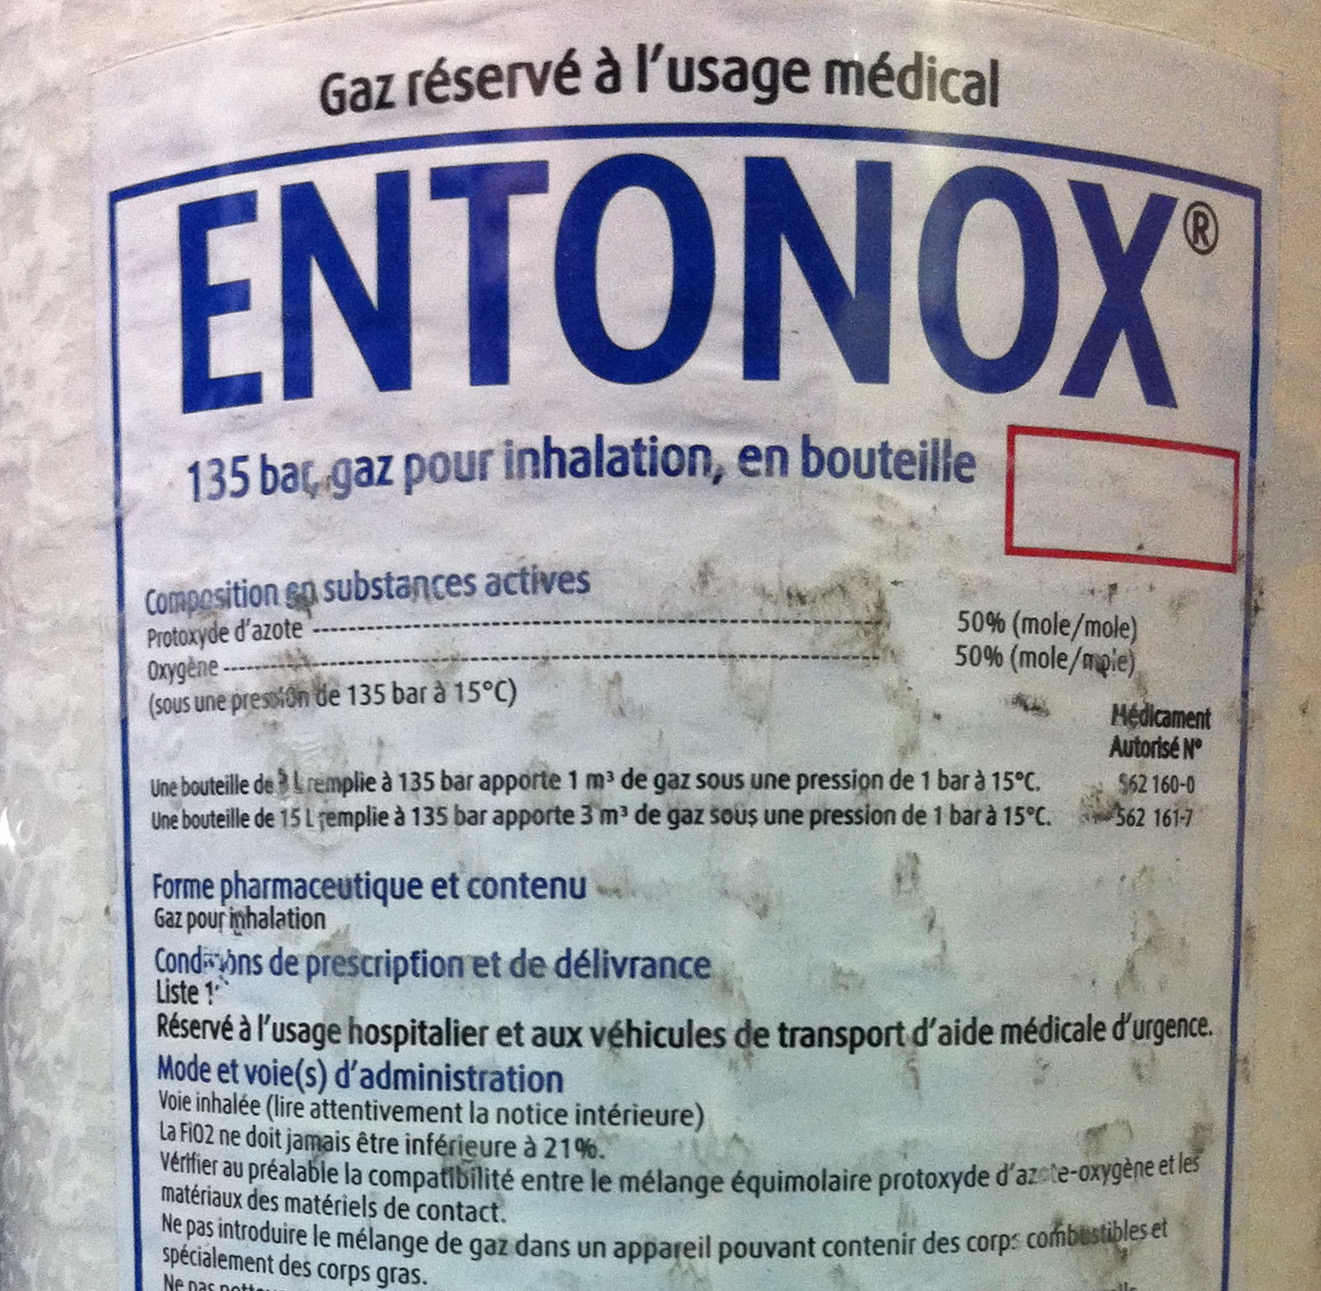 Gaz réservé à l'usage médical
ENTONOX®
135 bar, gaz pour inhalation, en bouteille
Composition en substances actives
Protoxyde d'azote -------------------- 50% (mole/mole)
Oxygène -------------------- 50% (mole/mole)
(sous une pression de 135 bar à 15°C)
Médicament
Autorisé N°
Une bouteille de L remplie à 135 bar apporte 1 m³ de gaz sous une pression de 1 bar à 15°C. 562 160-0
Une bouteille de 15 L remplie à 135 bar apporte 3 m³ de gaz sous une pression de 1 bar à 15°C. 562 161-7
Forme pharmaceutique et contenu
Gaz pour inhalation
Conditions de prescription et de délivrance
Liste 1
Réservé à l'usage hospitalier et aux véhicules de transport d'aide médicale d'urgence.
Mode et voie(s) d'administration
Voie inhalée (lire attentivement la notice intérieure)
La FiO2 ne doit jamais être inférieure à 21%.
Vérifier au préalable la compatibilité entre le mélange équimolaire protoxyde d'azote-oxygène et les
matériaux des matériels de contact.
Ne pas introduire le mélange de gaz dans un appareil pouvant contenir des corps combustibles et
spécialement des corps gras.
Ne pas